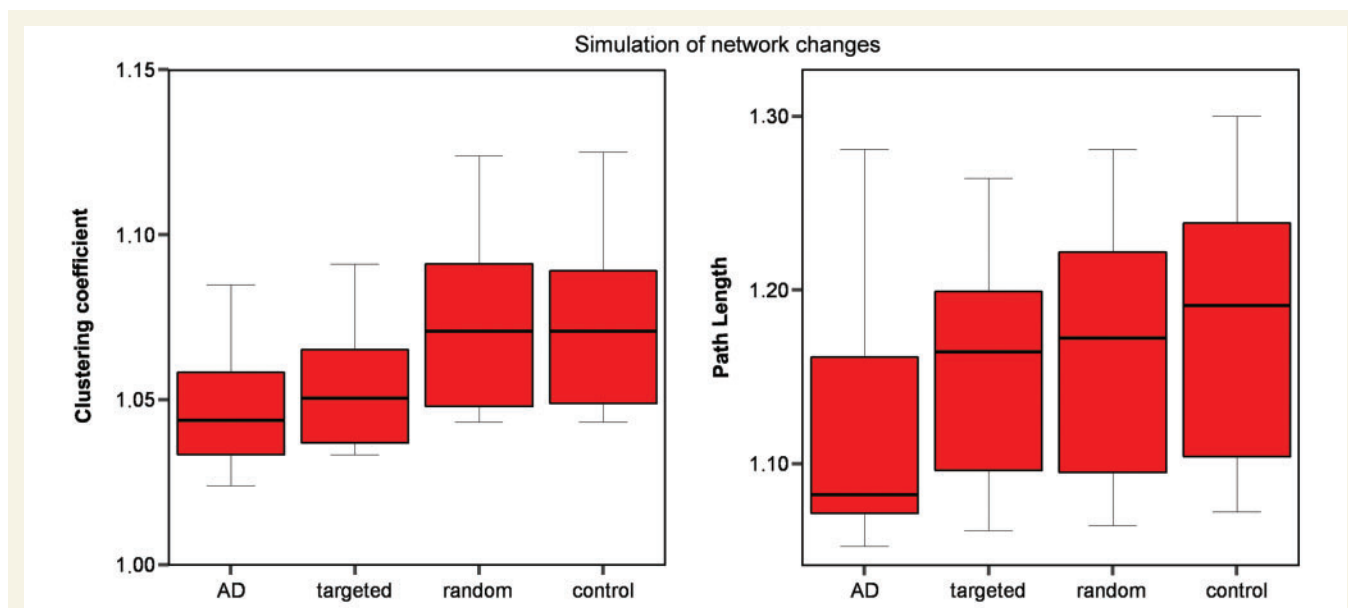 Simulation of network changes
Clustering coefficient
1.15
1.10
1.05
1.00
AD targeted random control
Path Length
1.30
1.20
1.10
AD targeted random control